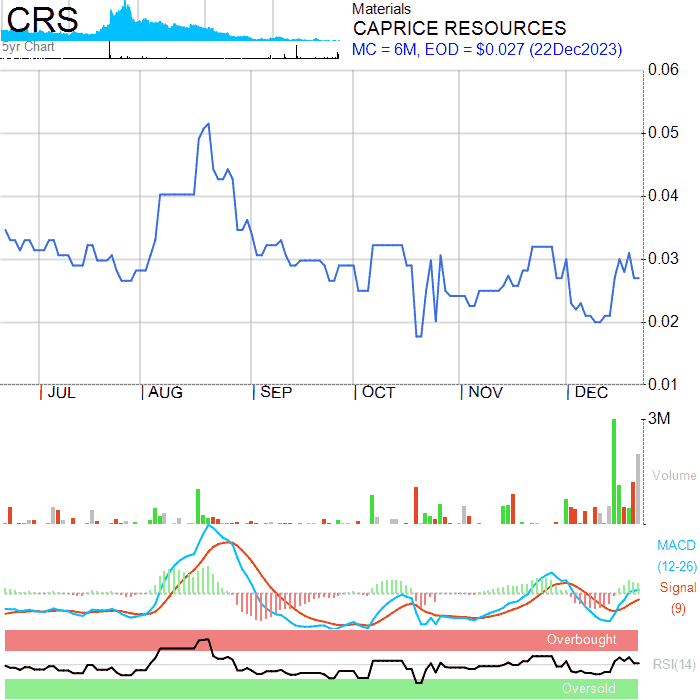 CRS
5yr Chart
Materials
CAPRICE RESOURCES
MC = 6M, EOD = $0.027 (22Dec2023)
0.06
0.05
0.04
0.03
0.02
0.01
JUL AUG SEP OCT NOV DEC
3M
Volume
MACD
(12-26)
Signal
(9)
Overbought
RSI(14)
Oversold